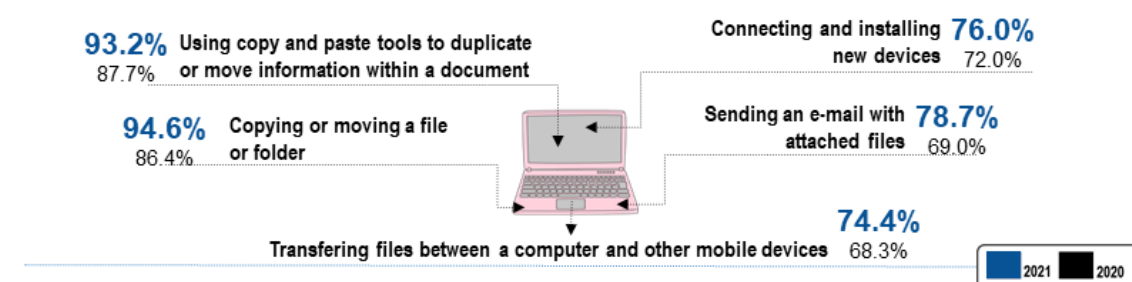 93.2% Using copy and paste tools to duplicate
87.7% or move information within a document
94.6% Copying or moving a file
86.4% or folder
Connecting and installing 76.0%
new devices 72.0%
Sending an e-mail with 78.7%
attached files 69.0%
74.4%
Transfering files between a computer and other mobile devices 68.3%
2021 2020